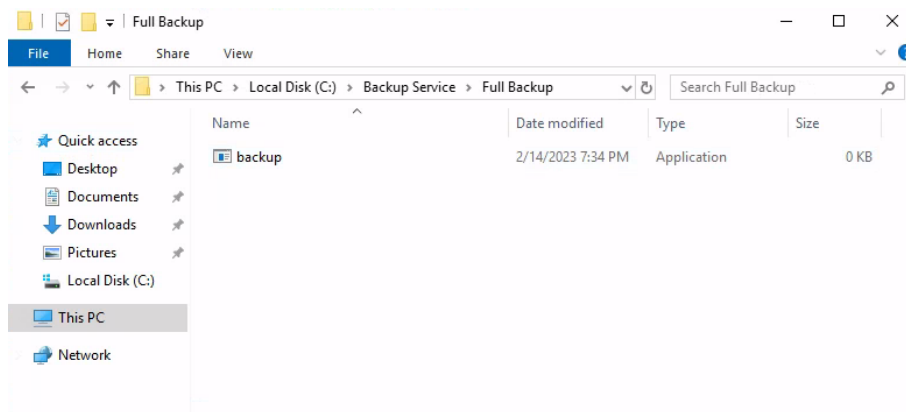 Full Backup
File Home Share View
This PC Local Disk (C:) Backup Service Full Backup Search Full Backup
Name Date modified Type Size
Quick access
backup 2/14/2023 7:34 PM Application 0 KB
Desktop
Documents
Downloads
Pictures
Local Disk (C:)
This PC
Network